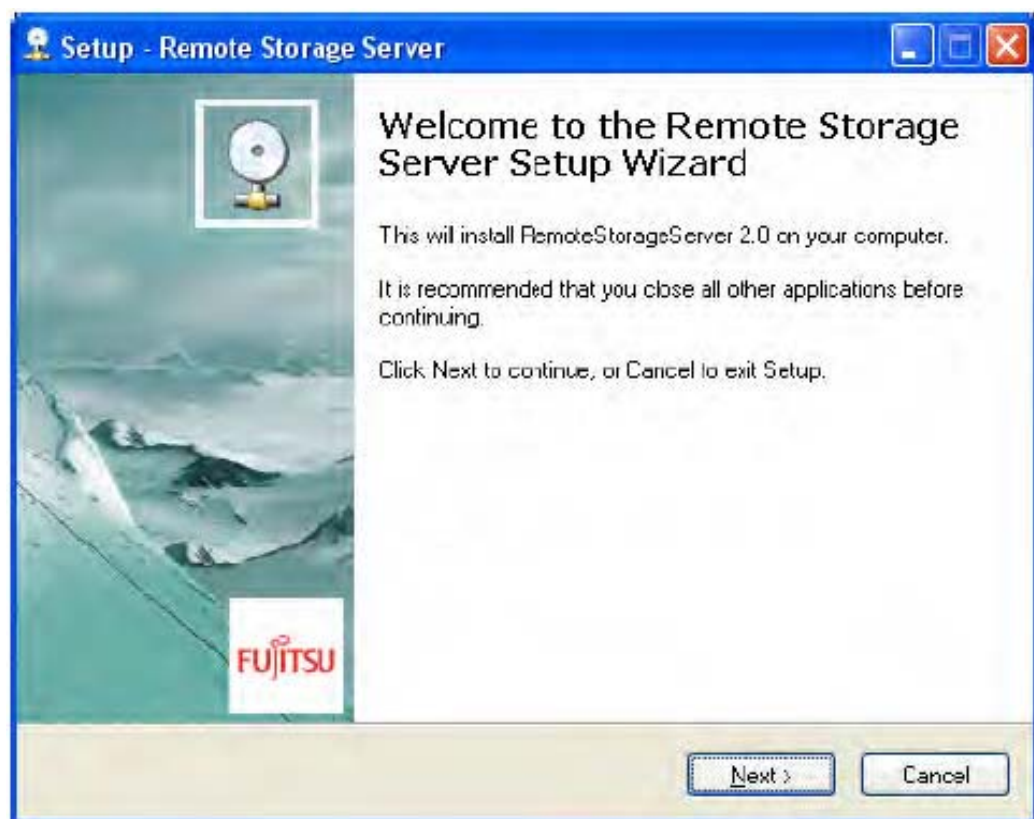 Setup - Remote Storage Server
Welcome to the Remote Storage
Server Setup Wizard
This will install RemoteStorageServer 2.0 on your computer.
It is recommended that you close all other applications before
continuing.
Click Next to continue, or Cancel to exit Setup.
FUJITSU
Next >
Cancel